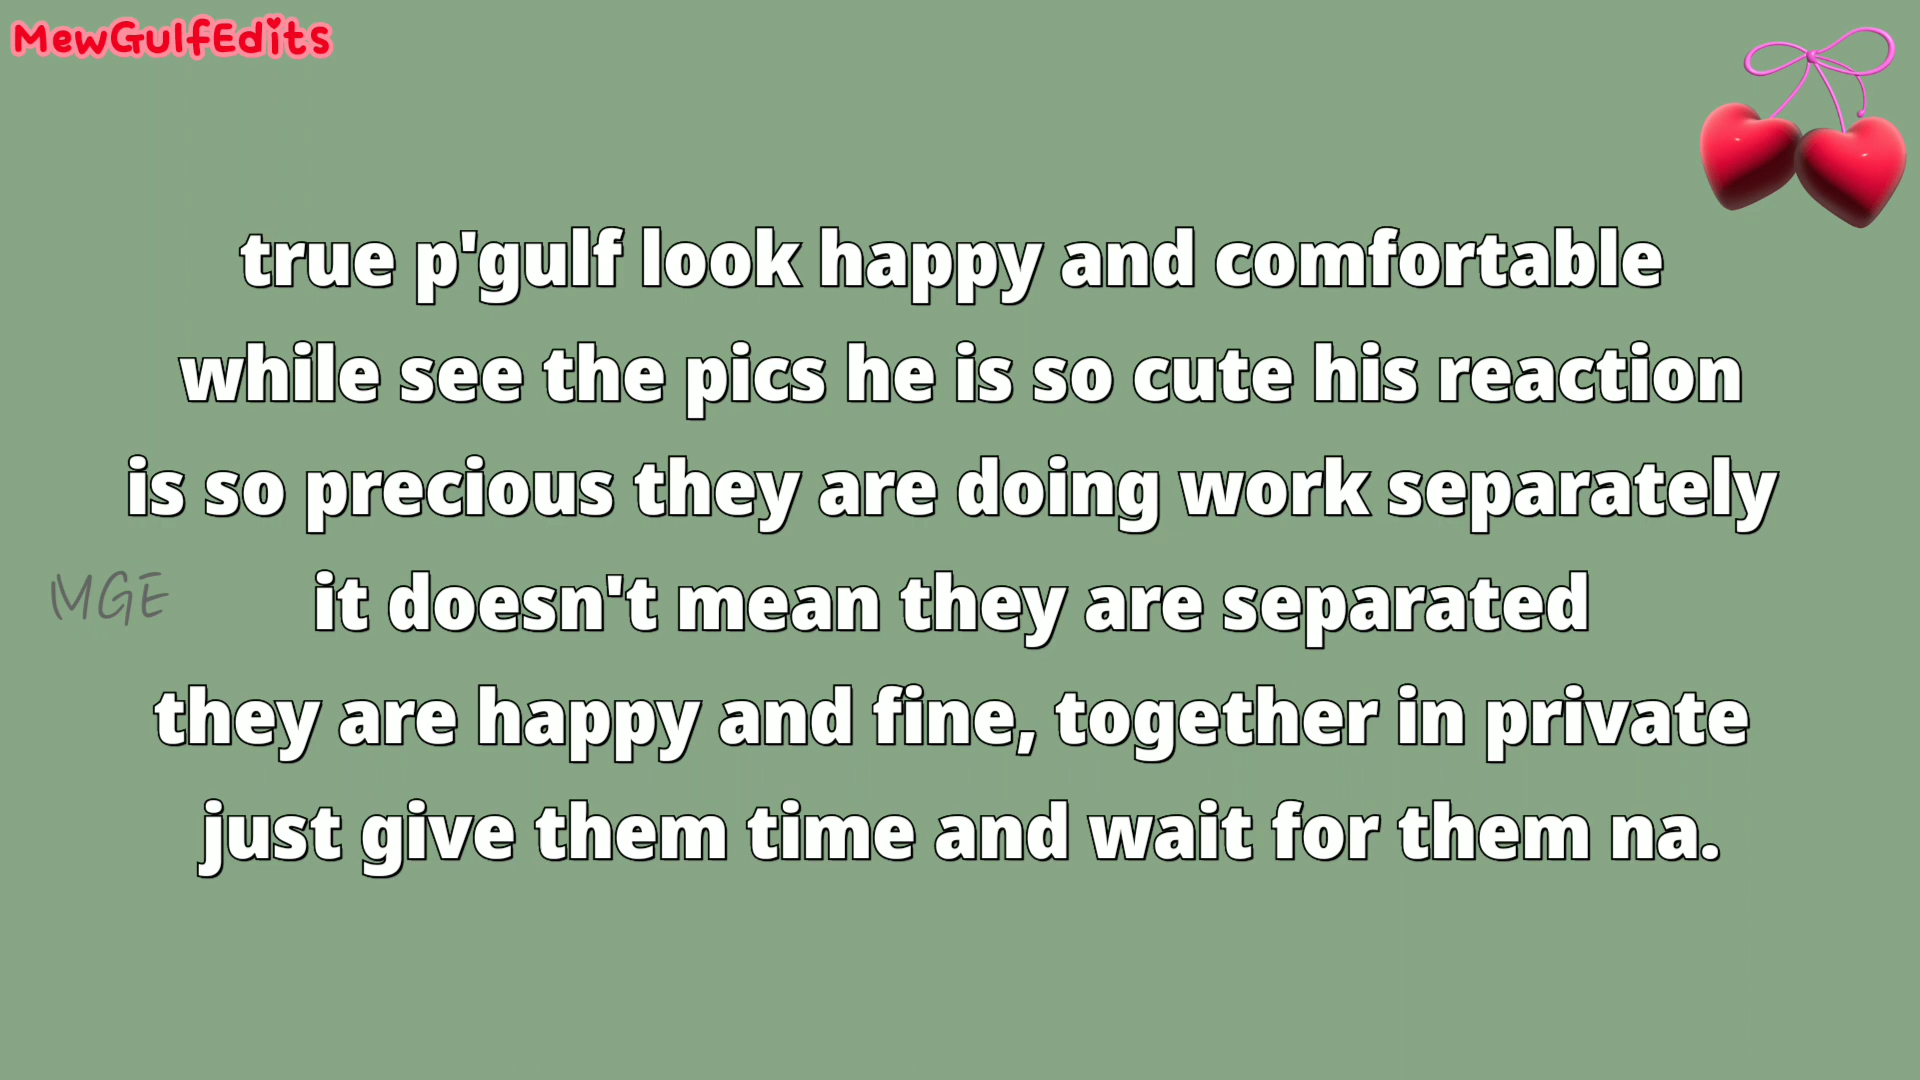 MewGulfEdits
true p'gulf look happy and comfortable
while see the pics he is so cute his reaction
is so precious they are doing work separately
MGE
it doesn't mean they are separated
they are happy and fine, together in private
just give them time and wait for them na.